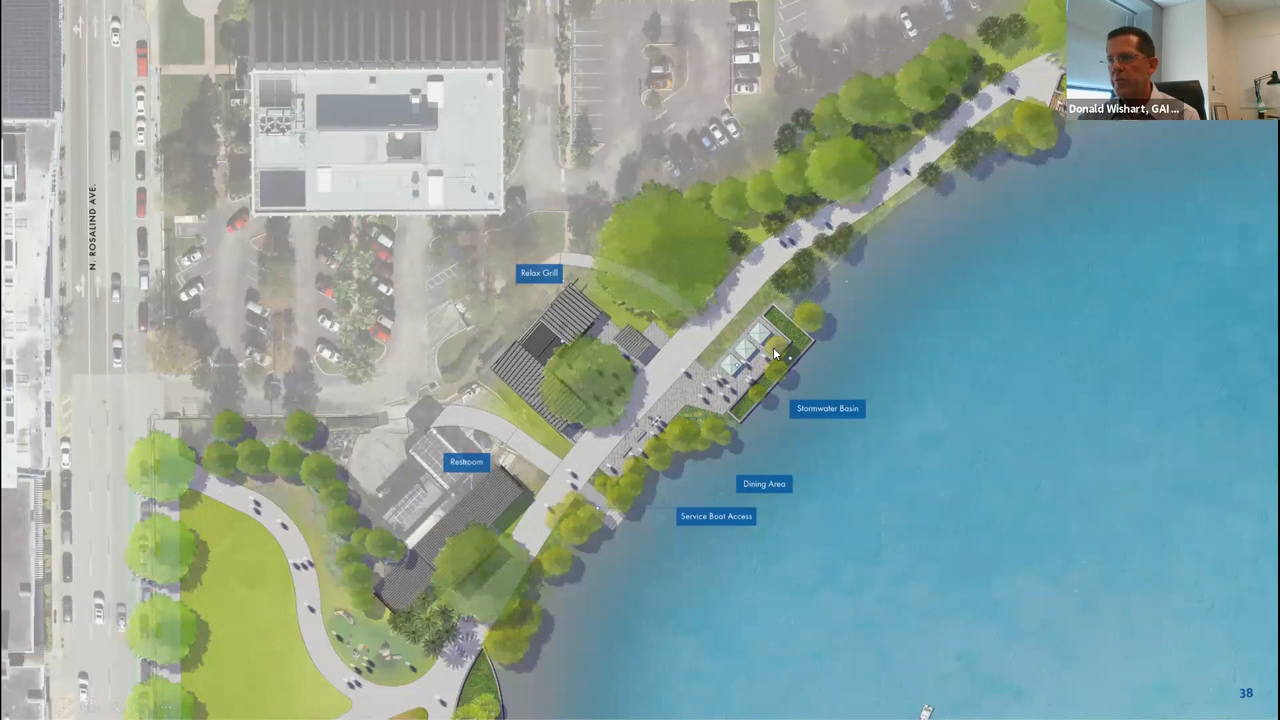 Donald Wishart, GAI ...
N. ROSALIND AVE.
Relax Grill
Stormwater Basin
Restroom
Dining Area
Service Boat Access
38